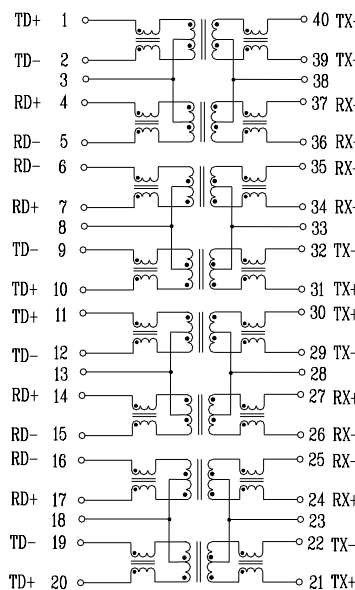 TD+ 1 40 TX-
TD- 2 39 TX-
3 38
RD+ 4 37 RX-
RD- 5 36 RX-
RD- 6 35 RX-
RD+ 7 34 RX-
8 33
TD- 9 32 TX-
TD+ 10 31 TX+
TD+ 11 30 TX+
TD- 12 29 TX-
13 28
RD+ 14 27 RX+
RD- 15 26 RX-
RD- 16 25 RX-
RD+ 17 24 RX+
18 23
TD- 19 22 TX-
TD+ 20 21 TX+